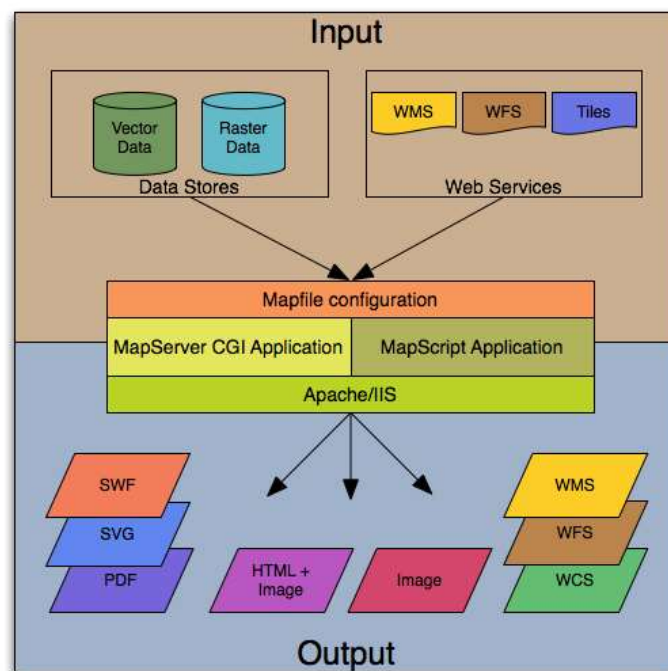 Input
Vector
Data
Raster
Data
Data Stores
WMS
WFS
Tiles
Web Services
Mapfile configuration
MapServer CGI Application
MapScript Application
Apache/IIS
SWF
SVG
PDF
HTML +
Image
Image
WMS
WFS
WCS
Output